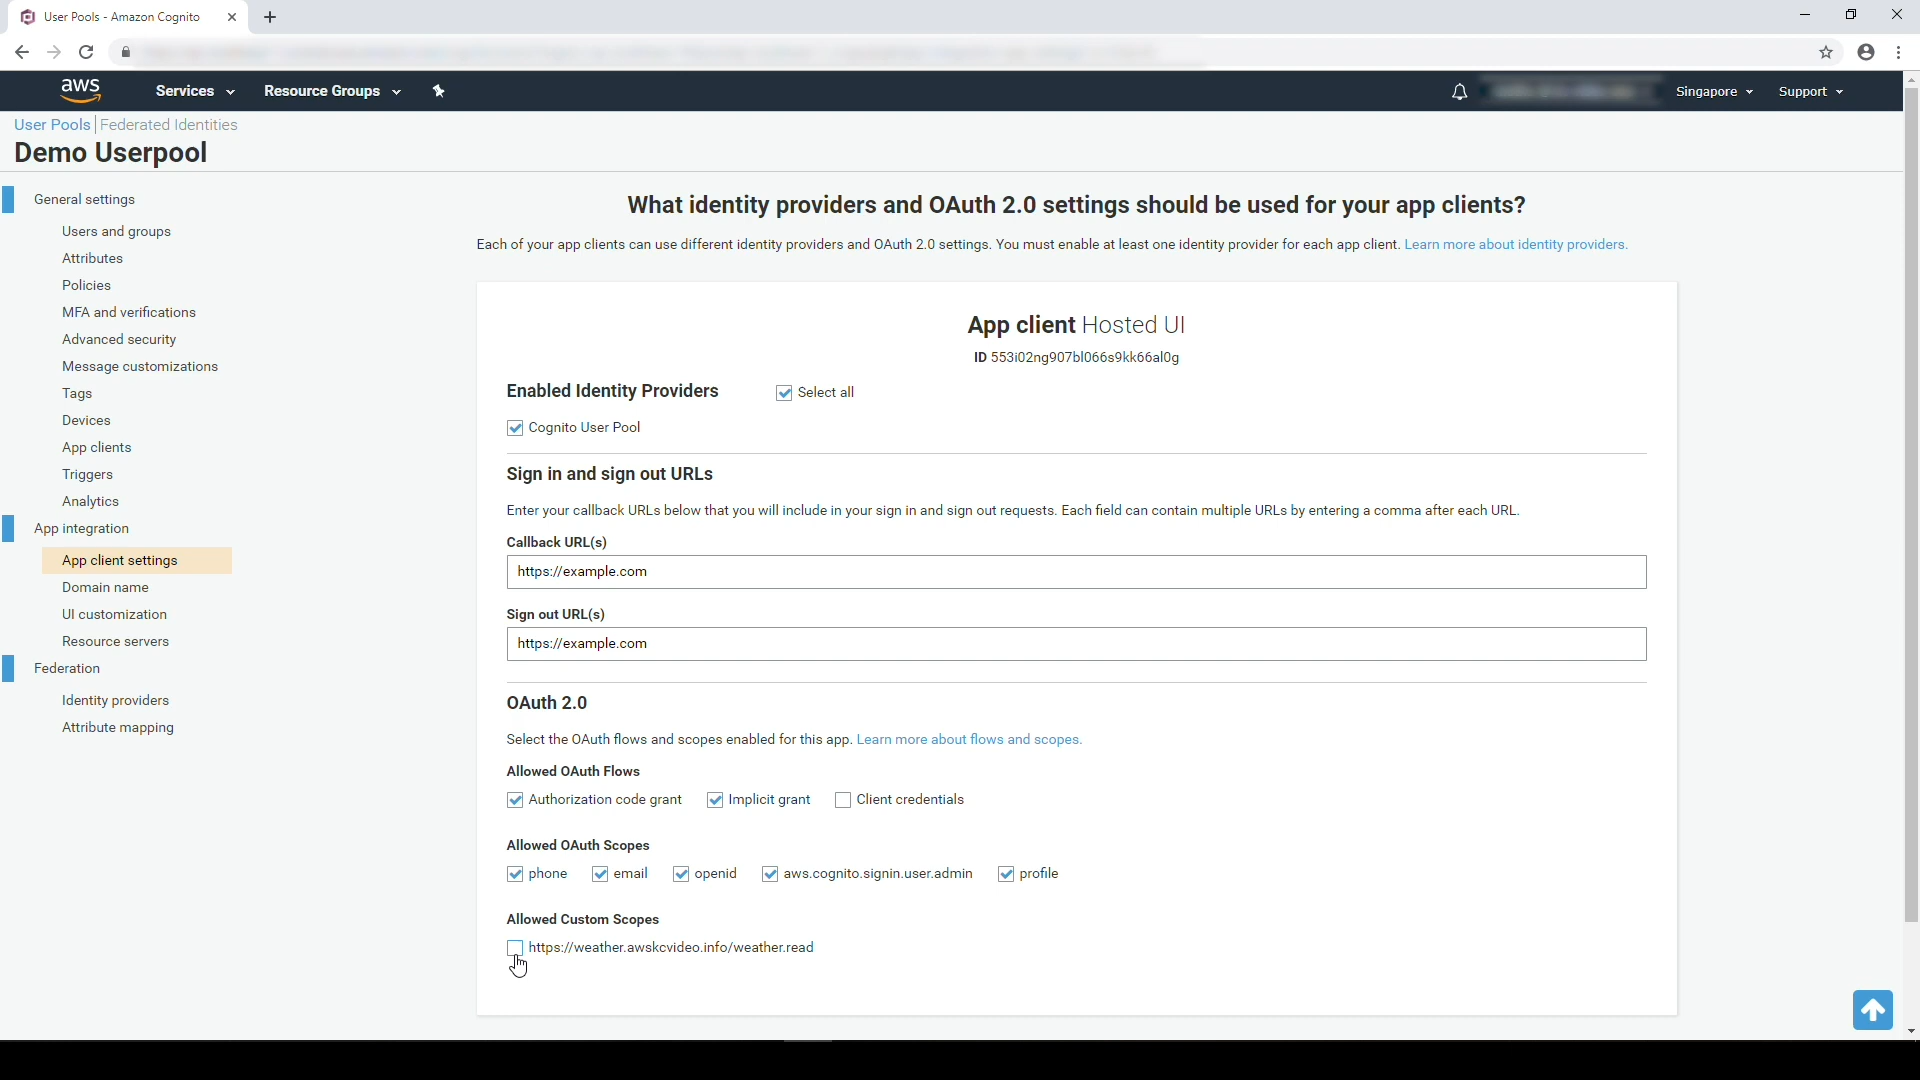 User Pools - Amazon Cognito
aws
Services
Resource Groups
Singapore
Support
User Pools | Federated Identities
Demo Userpool
General settings
Users and groups
Attributes
Policies
MFA and verifications
Advanced security
Message customizations
Tags
Devices
App clients
Triggers
Analytics
App integration
App client settings
Domain name
UI customization
Resource servers
Federation
Identity providers
Attribute mapping
What identity providers and OAuth 2.0 settings should be used for your app clients?
Each of your app clients can use different identity providers and OAuth 2.0 settings. You must enable at least one identity provider for each app client. Learn more about identity providers.
App client Hosted UI
ID 553i02ng907bl066s9kk66al0g
Enabled Identity Providers Select all
Cognito User Pool
Sign in and sign out URLs
Enter your callback URLs below that you will include in your sign in and sign out requests. Each field can contain multiple URLs by entering a comma after each URL.
Callback URL(s)
https://example.com
Sign out URL(s)
https://example.com
OAuth 2.0
Select the OAuth flows and scopes enabled for this app. Learn more about flows and scopes.
Allowed OAuth Flows
Authorization code grant Implicit grant Client credentials
Allowed OAuth Scopes
phone email openid aws.cognito.signin.user.admin profile
Allowed Custom Scopes
https://weather.awskcvideo.info/weather.read